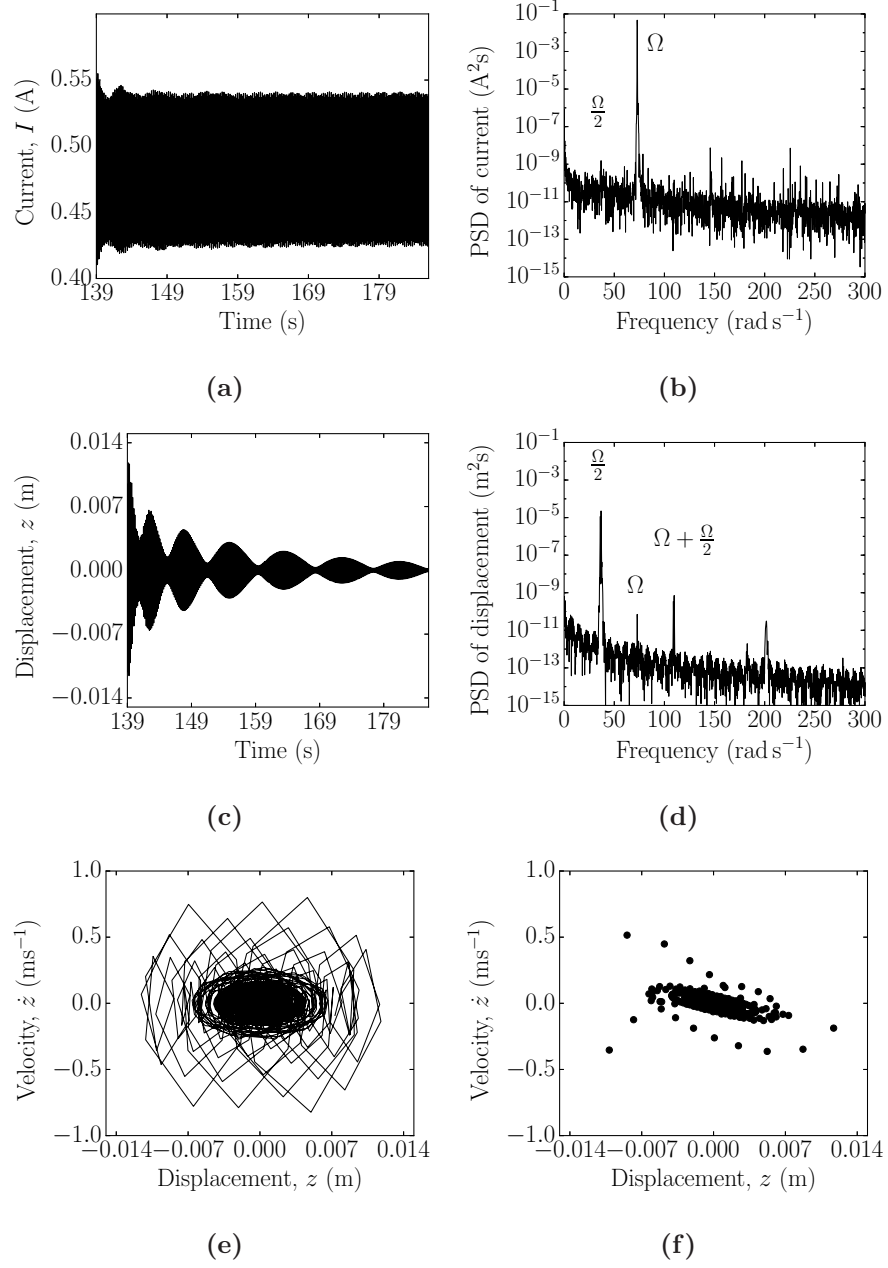 0.55
0.50
0.45
0.40
139 149 159 169 179
Current, I (A)
Time (s)
(a)
10⁻¹
10⁻³
10⁻⁵
10⁻⁷
10⁻⁹
10⁻¹¹
10⁻¹³
10⁻¹⁵
Ω
Ω/2
0 50 100 150 200 250 300
PSD of current (A²s)
Frequency (rad s⁻¹)
(b)
0.014
0.007
0.000
−0.007
−0.014
139 149 159 169 179
Displacement, z (m)
Time (s)
(c)
10⁻¹
10⁻³
10⁻⁵
10⁻⁷
10⁻⁹
10⁻¹¹
10⁻¹³
10⁻¹⁵
Ω/2
Ω + Ω/2
Ω
0 50 100 150 200 250 300
PSD of displacement (m²s)
Frequency (rad s⁻¹)
(d)
1.0
0.5
0.0
−0.5
−1.0
−0.014 −0.007 0.000 0.007 0.014
Velocity, ż (ms⁻¹)
Displacement, z (m)
(e)
1.0
0.5
0.0
−0.5
−1.0
−0.014 −0.007 0.000 0.007 0.014
Velocity, ż (ms⁻¹)
Displacement, z (m)
(f)